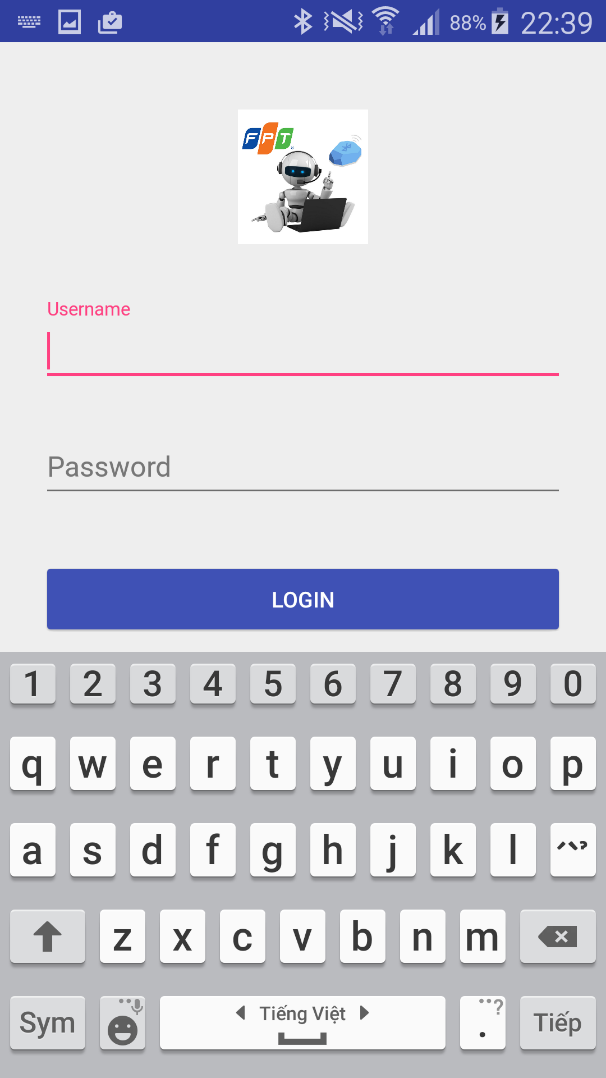 88% 22:39
FPT
Username
Password
LOGIN
1 2 3 4 5 6 7 8 9 0
q w e r t y u i o p
a s d f g h j k l
z x c v b n m
Sym Tiếng Việt . ? Tiếp